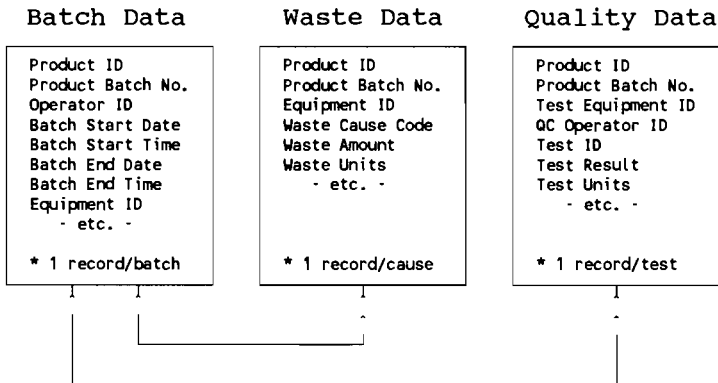 Batch Data
Product ID
Product Batch No.
Operator ID
Batch Start Date
Batch Start Time
Batch End Date
Batch End Time
Equipment ID
- etc. -
* 1 record/batch
Waste Data
Product ID
Product Batch No.
Equipment ID
Waste Cause Code
Waste Amount
Waste Units
- etc. -
* 1 record/cause
Quality Data
Product ID
Product Batch No.
Test Equipment ID
QC Operator ID
Test ID
Test Result
Test Units
- etc. -
* 1 record/test